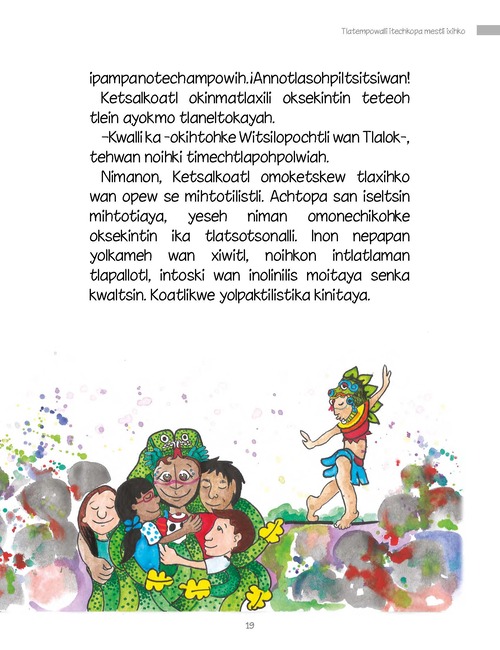 Tlatempowalli itechkopa mestli ixihko
ipampanotechampowih.¡Annotlasohpiltsitsiwan!
Ketsalkoatl okinmatlaxili oksekintin teteoh
tlein ayokmo tlaneltokayah.
–Kwalli ka -okihtohke Witsilopochtli wan Tlalok-,
tehwan noihki timechtlapohpolwiah.
Nimanon, Ketsalkoatl omoketskew tlaxihko
wan opew se mihtotilistli. Achtopa san iseltsin
mihtotiaya, yeseh niman omonechikohke
oksekintin ika tlatsotsonalli. Inon nepapan
yolkameh wan xiwitl, noihkon intlatlaman
tlapallotl, intoski wan inolinilis moitaya senka
kwaltsin. Koatlikwe yolpaktilistika kinitaya.
19